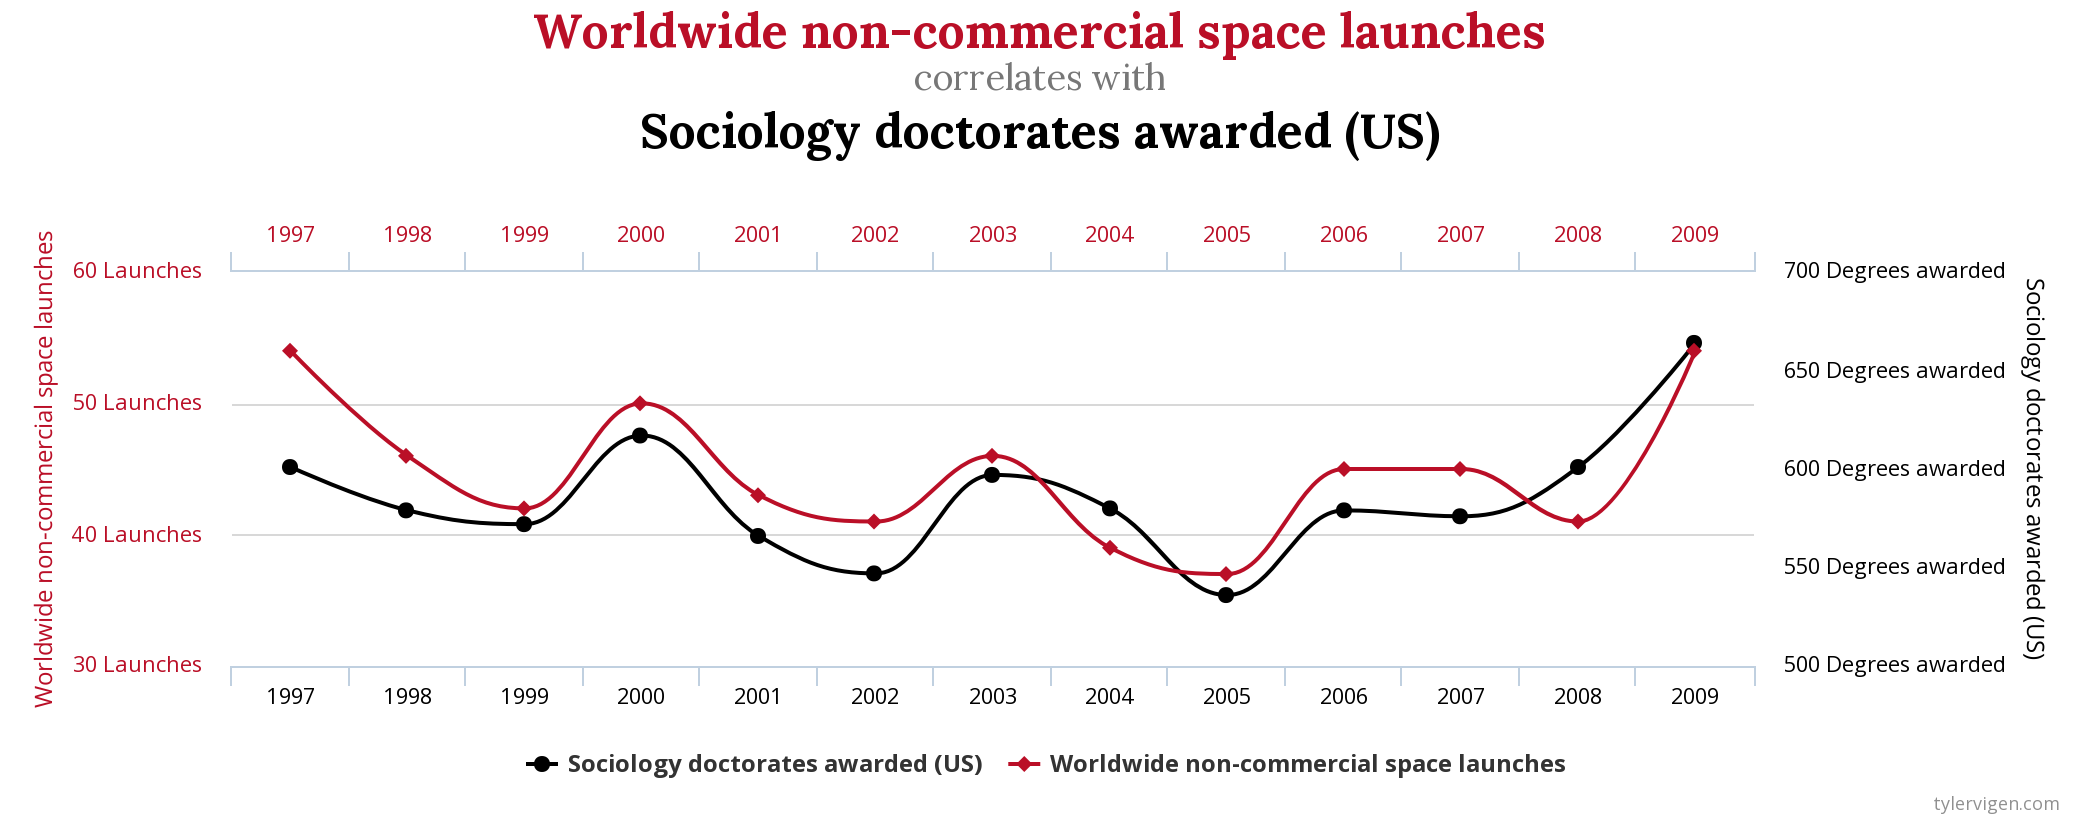 Worldwide non-commercial space launches
correlates with
Sociology doctorates awarded (US)
1997 1998 1999 2000 2001 2002 2003 2004 2005 2006 2007 2008 2009
Worldwide non-commercial space launches
60 Launches
50 Launches
40 Launches
30 Launches
700 Degrees awarded
650 Degrees awarded
600 Degrees awarded
550 Degrees awarded
500 Degrees awarded
Sociology doctorates awarded (US)
1997 1998 1999 2000 2001 2002 2003 2004 2005 2006 2007 2008 2009
Sociology doctorates awarded (US) Worldwide non-commercial space launches
tylervigen.com